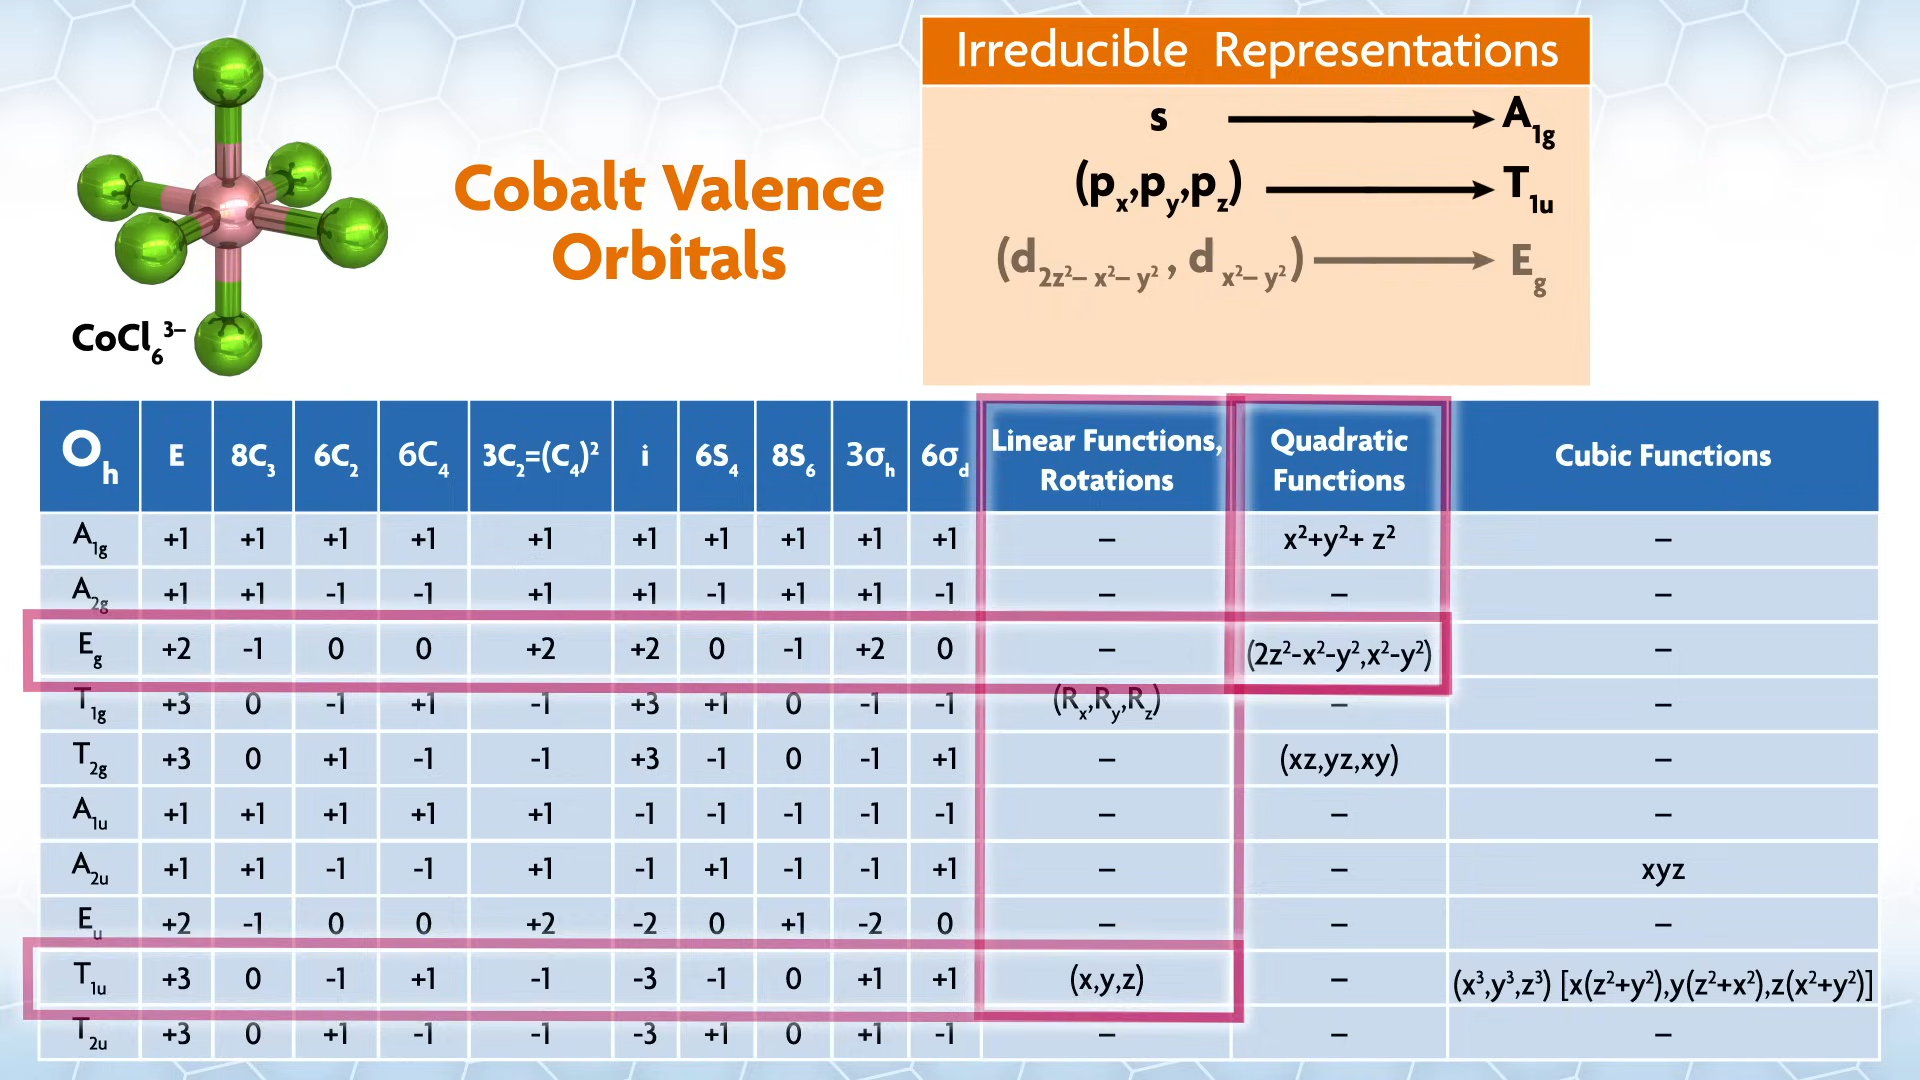 Irreducible Representations
s → A₁g
(pₓ,pᵧ,p_z) → T₁u
(d₂z²– x²– y², d x²– y²) → Eg
Cobalt Valence
Orbitals
CoCl₆³⁻
Oh E 8C₃ 6C₂ 6C₄ 3C₂=(C₄)² i 6S₄ 8S₆ 3σh 6σd Linear Functions, Rotations Quadratic Functions Cubic Functions
A₁g +1 +1 +1 +1 +1 +1 +1 +1 +1 +1 – x²+y²+ z² –
A₂g +1 +1 -1 -1 +1 +1 -1 +1 +1 -1 – – –
Eg +2 -1 0 0 +2 +2 0 -1 +2 0 – (2z²-x²-y²,x²-y²) –
T₁g +3 0 -1 +1 -1 +3 +1 0 -1 -1 (Rₓ,Rᵧ,R_z) – –
T₂g +3 0 +1 -1 -1 +3 -1 0 -1 +1 – (xz,yz,xy) –
A₁u +1 +1 +1 +1 +1 -1 -1 -1 -1 -1 – – –
A₂u +1 +1 -1 -1 +1 -1 +1 -1 -1 +1 – – xyz
Eu +2 -1 0 0 +2 -2 0 +1 -2 0 – – –
T₁u +3 0 -1 +1 -1 -3 -1 0 +1 +1 (x,y,z) – (x³,y³,z³) [x(z²+y²),y(z²+x²),z(x²+y²)]
T₂u +3 0 +1 -1 -1 -3 +1 0 +1 -1 – – –